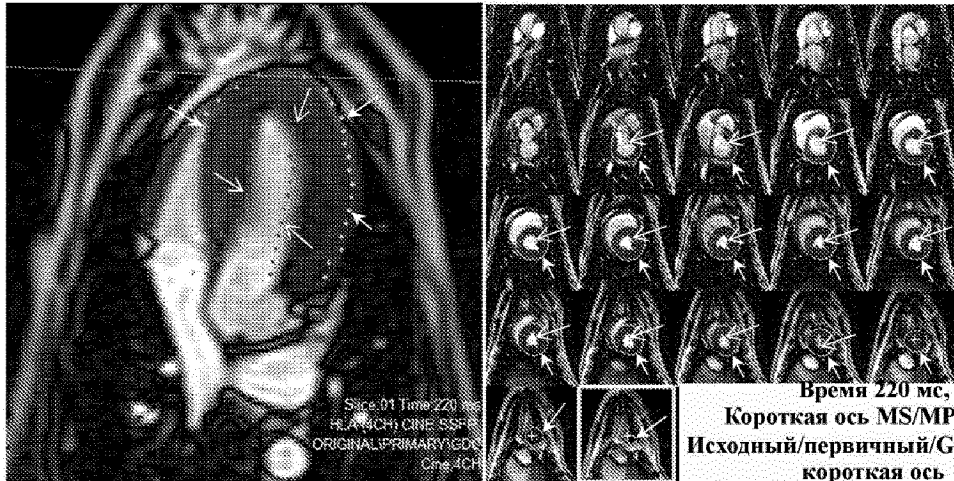 Slice:01 Time:220 мс
HLA (4CH) CINE SSFP
ORIGINAL\PRIMARY\GDC
Cine,4CH
Время 220 мс,
Короткая ось MS/MP
Исходный/первичный/G
короткая ось